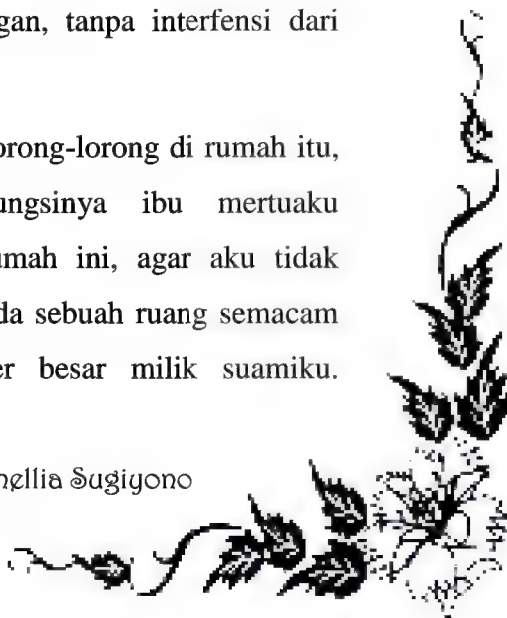 gan, tanpa interfensi dari
orong-lorong di rumah itu,
ungsinya ibu mertuaku
umah ini, agar aku tidak
da sebuah ruang semacam
er besar milik suamiku.
nellia Sugiyono